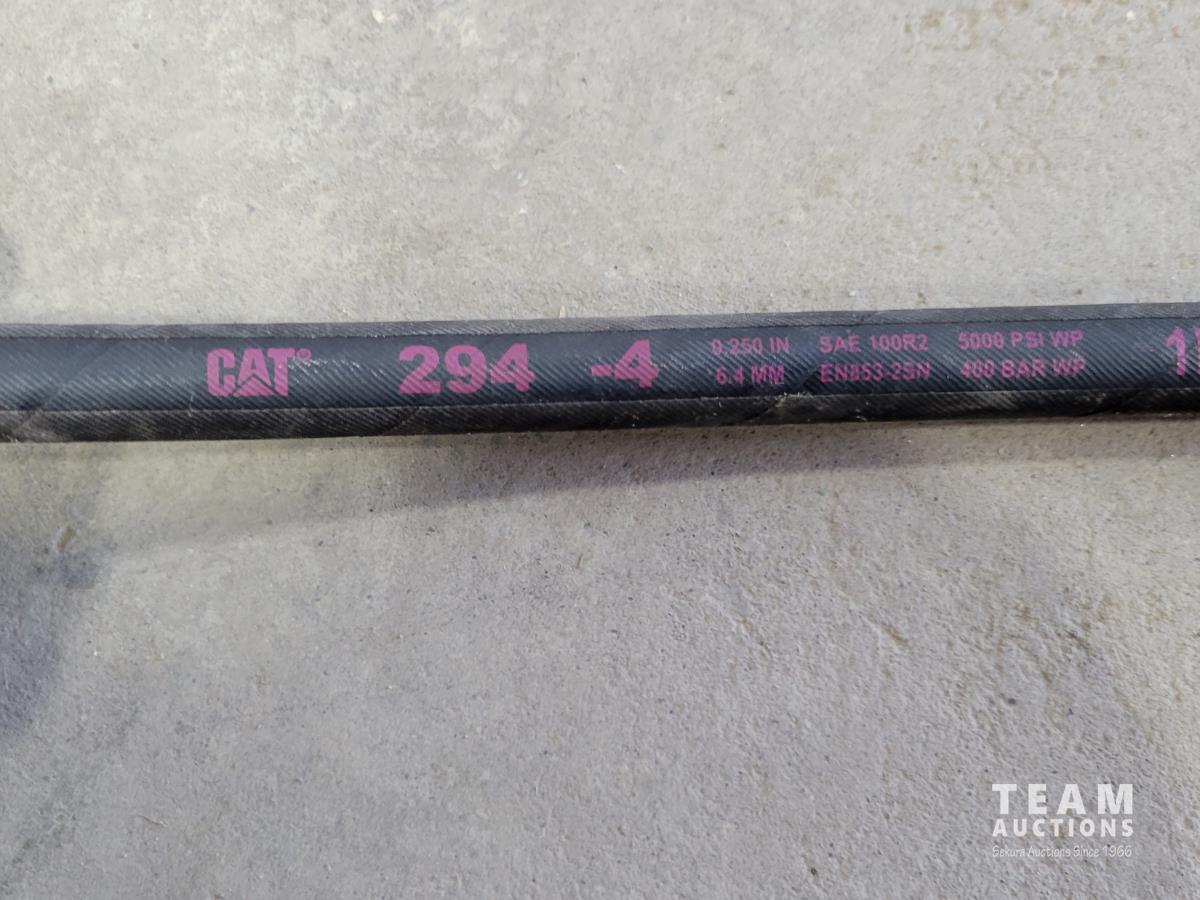 CAT® 294 -4 0.250 IN SAE 100R2 5000 PSI WP
6.4 MM EN853-2SN 400 BAR WP
TEAM
AUCTIONS
Sekura Auctions Since 1966